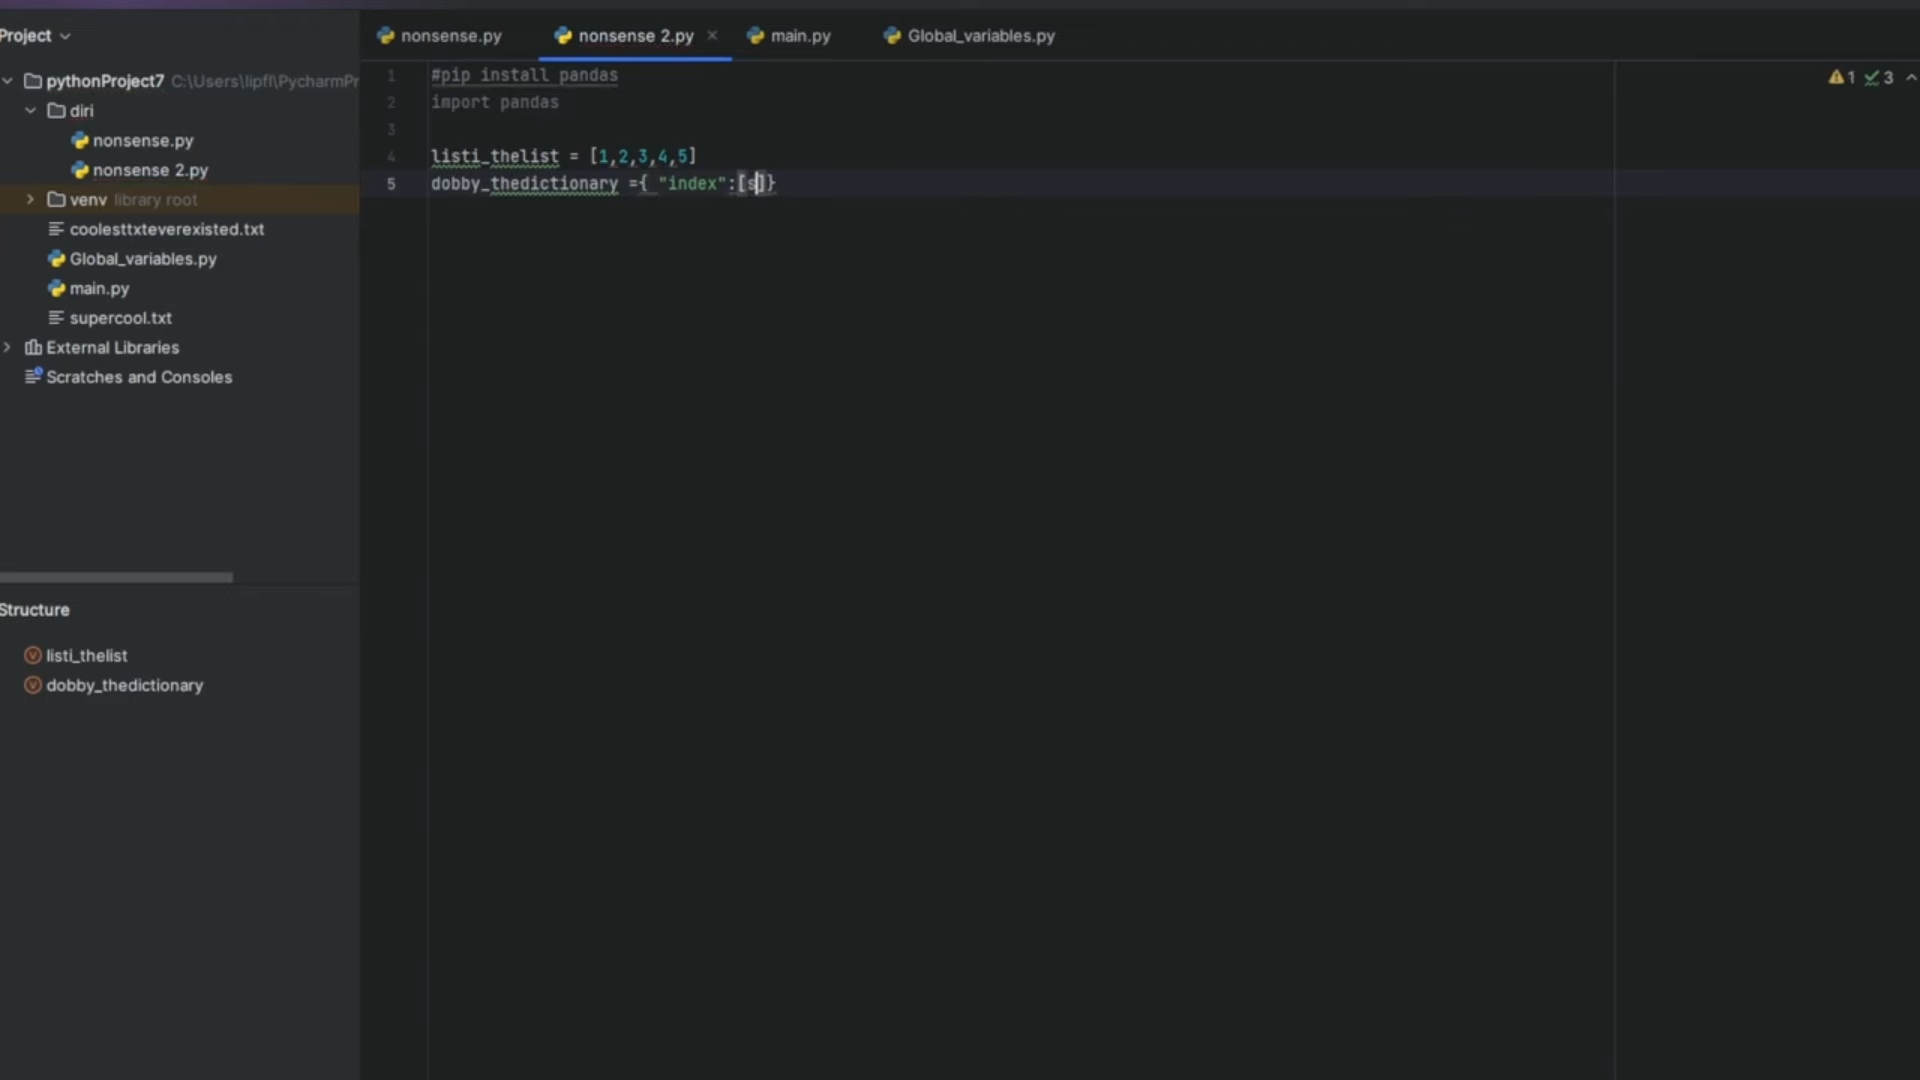 Project
nonsense.py
nonsense 2.py
main.py
Global_variables.py
pythonProject7 C:\Users\lipfl\PycharmPr
diri
nonsense.py
nonsense 2.py
venv library root
coolesttxteverexisted.txt
Global_variables.py
main.py
supercool.txt
External Libraries
Scratches and Consoles
1 #pip install pandas
2 import pandas
3
4 listi_thelist = [1,2,3,4,5]
5 dobby_thedictionary ={ "index":[s]}
1 3
Structure
listi_thelist
dobby_thedictionary